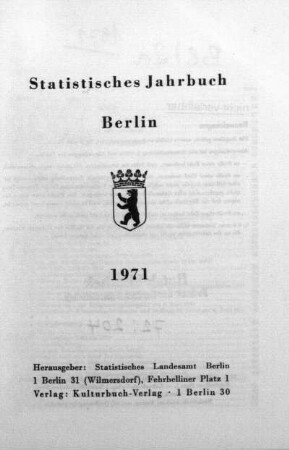 Statistisches Jahrbuch
Berlin
1971
Herausgeber: Statistisches Landesamt Berlin
1 Berlin 31 (Wilmersdorf), Fehrbelliner Platz 1
Verlag: Kulturbuch-Verlag · 1 Berlin 30